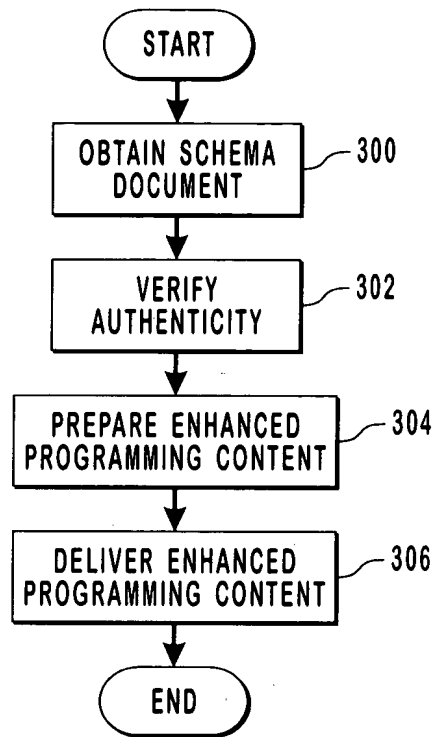 START
OBTAIN SCHEMA
DOCUMENT
300
VERIFY
AUTHENTICITY
302
PREPARE ENHANCED
PROGRAMMING CONTENT
304
DELIVER ENHANCED
PROGRAMMING CONTENT
306
END